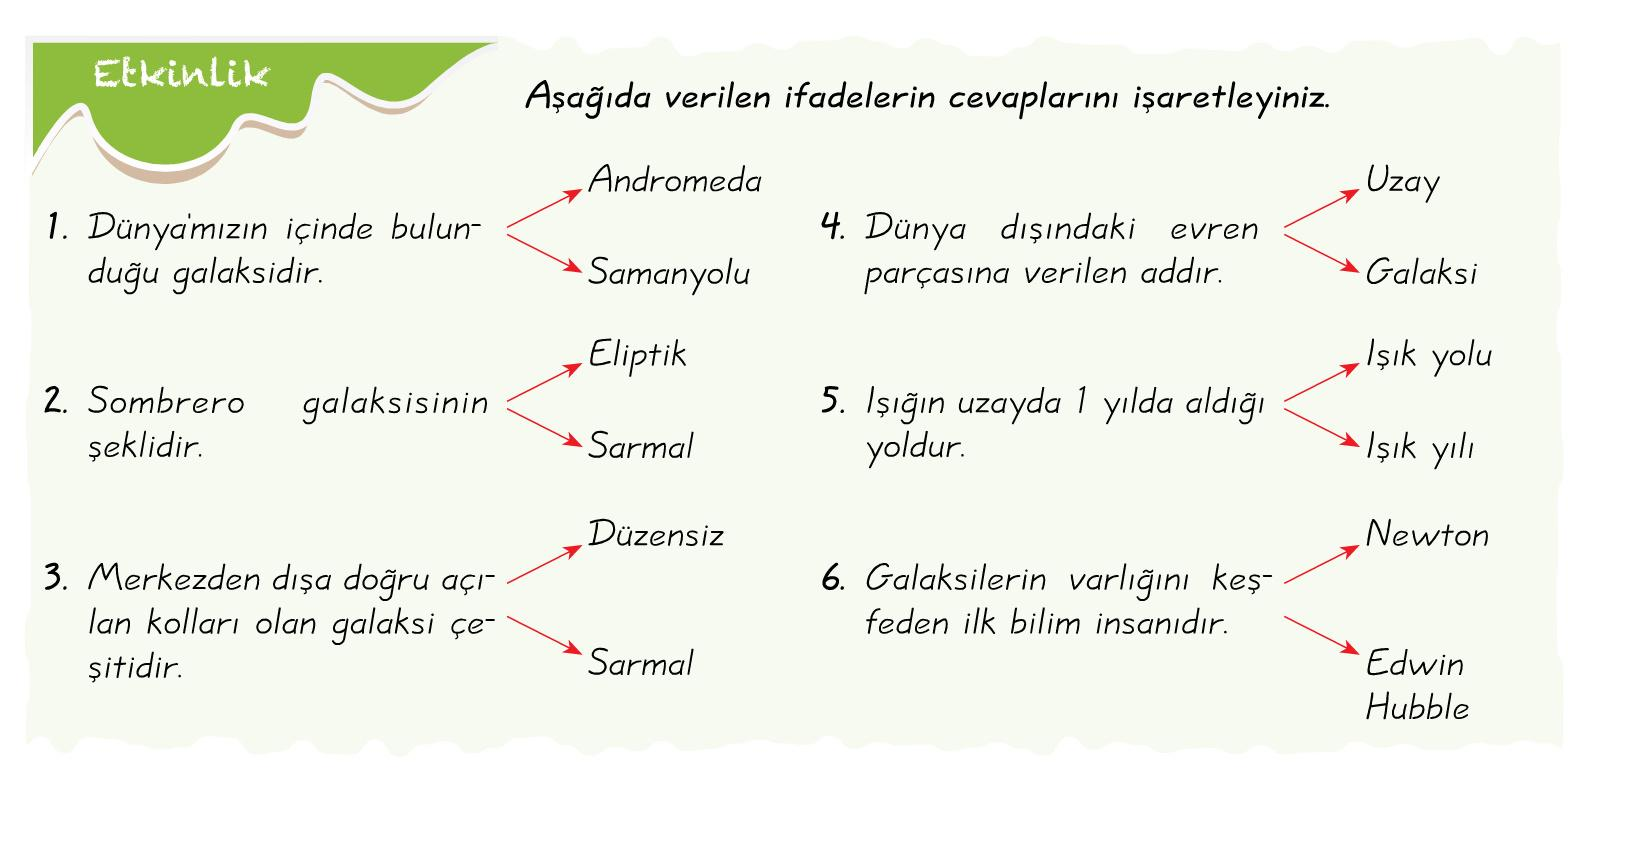 Etkinlik
Aşağıda verilen ifadelerin cevaplarını işaretleyiniz.
1. Dünya'mızın içinde bulun-
duğu galaksidir.
Andromeda
Samanyolu
2. Sombrero galaksisinin
şeklidir.
Eliptik
Sarmal
3. Merkezden dışa doğru açı-
lan kolları olan galaksi çe-
şitidir.
Düzensiz
Sarmal
4. Dünya dışındaki evren
parçasına verilen addır.
Uzay
Galaksi
5. Işığın uzayda 1 yılda aldığı
yoldur.
Işık yolu
Işık yılı
6. Galaksilerin varlığını keş-
feden ilk bilim insanıdır.
Newton
Edwin
Hubble